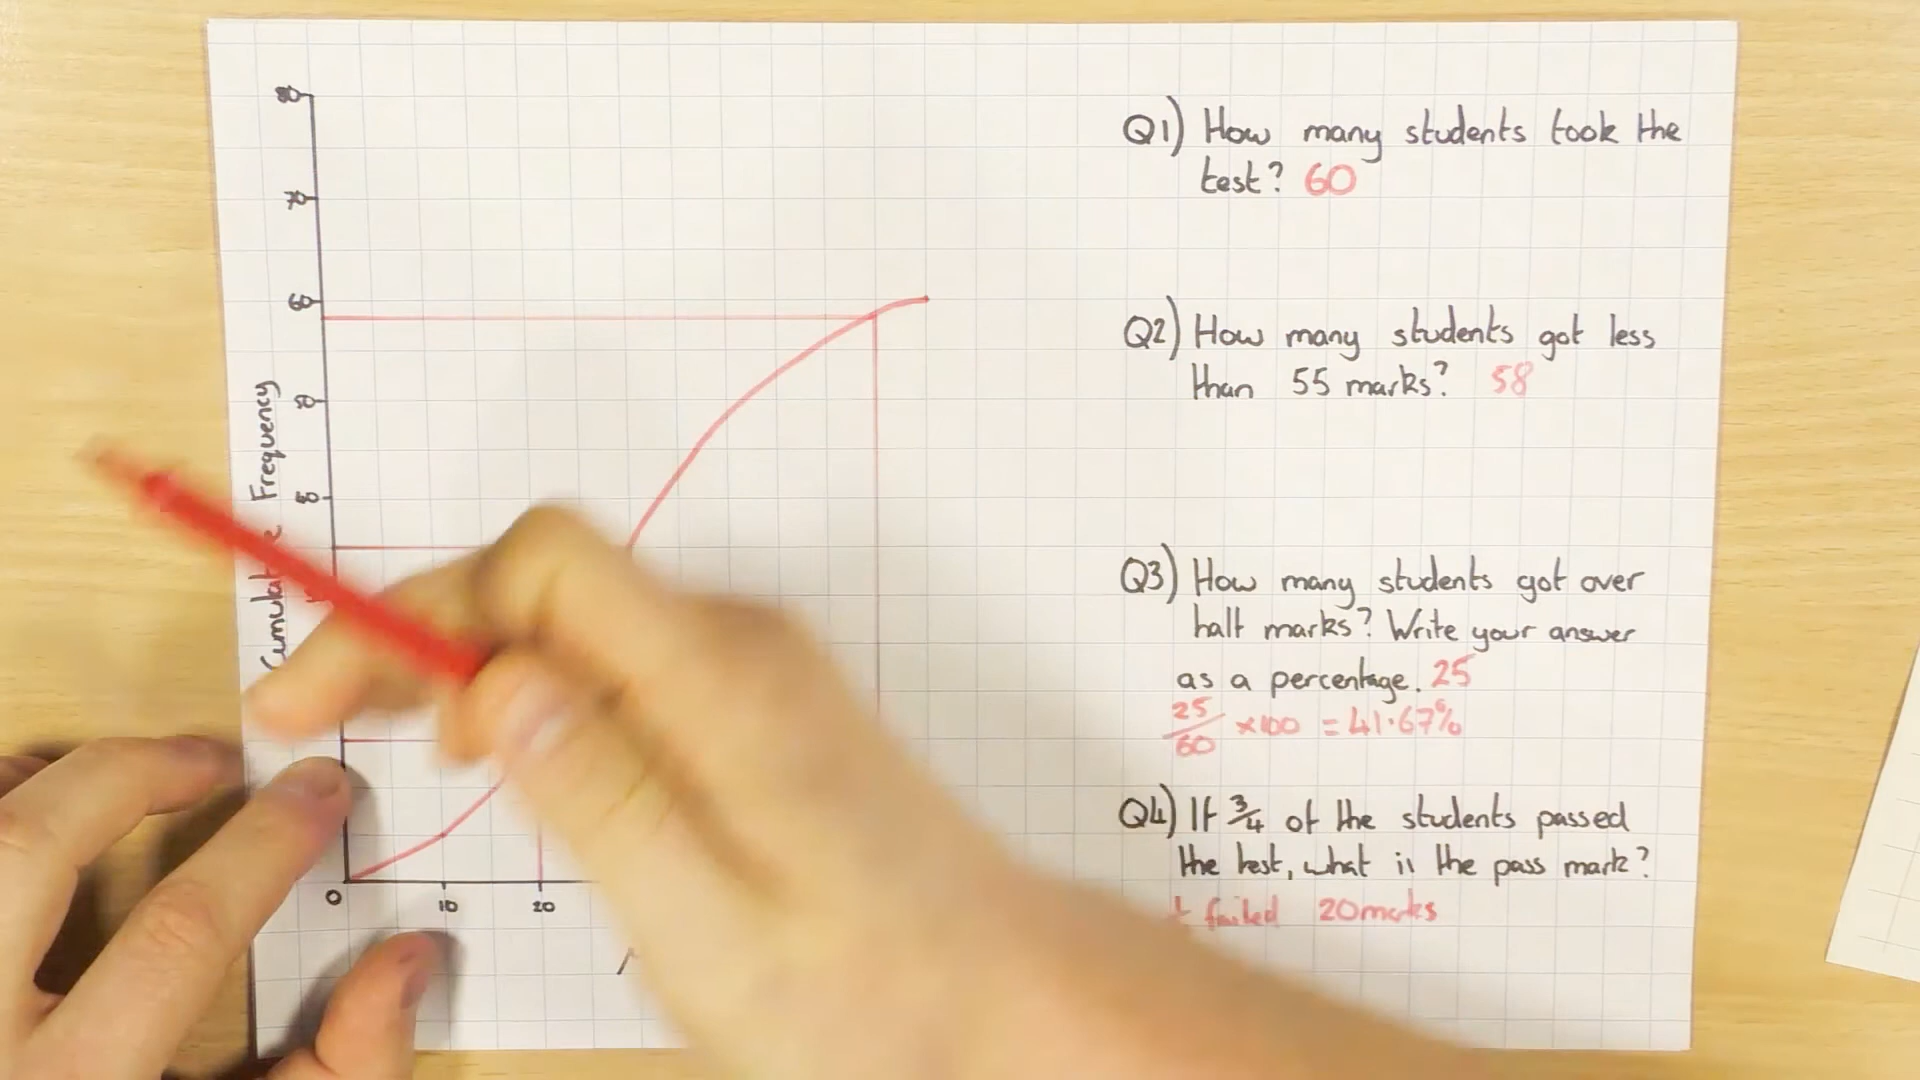 80
70
60
50
Frequency
0
10
20
Q1) How many students took the
test? 60
Q2) How many students got less
than 55 marks? 58
Q3) How many students got over
half marks? Write your answer
as a percentage. 25
25/60 ×100 = 41.67%
Q4) If 3/4 of the students passed
the test, what is the pass mark?
failed 20marks